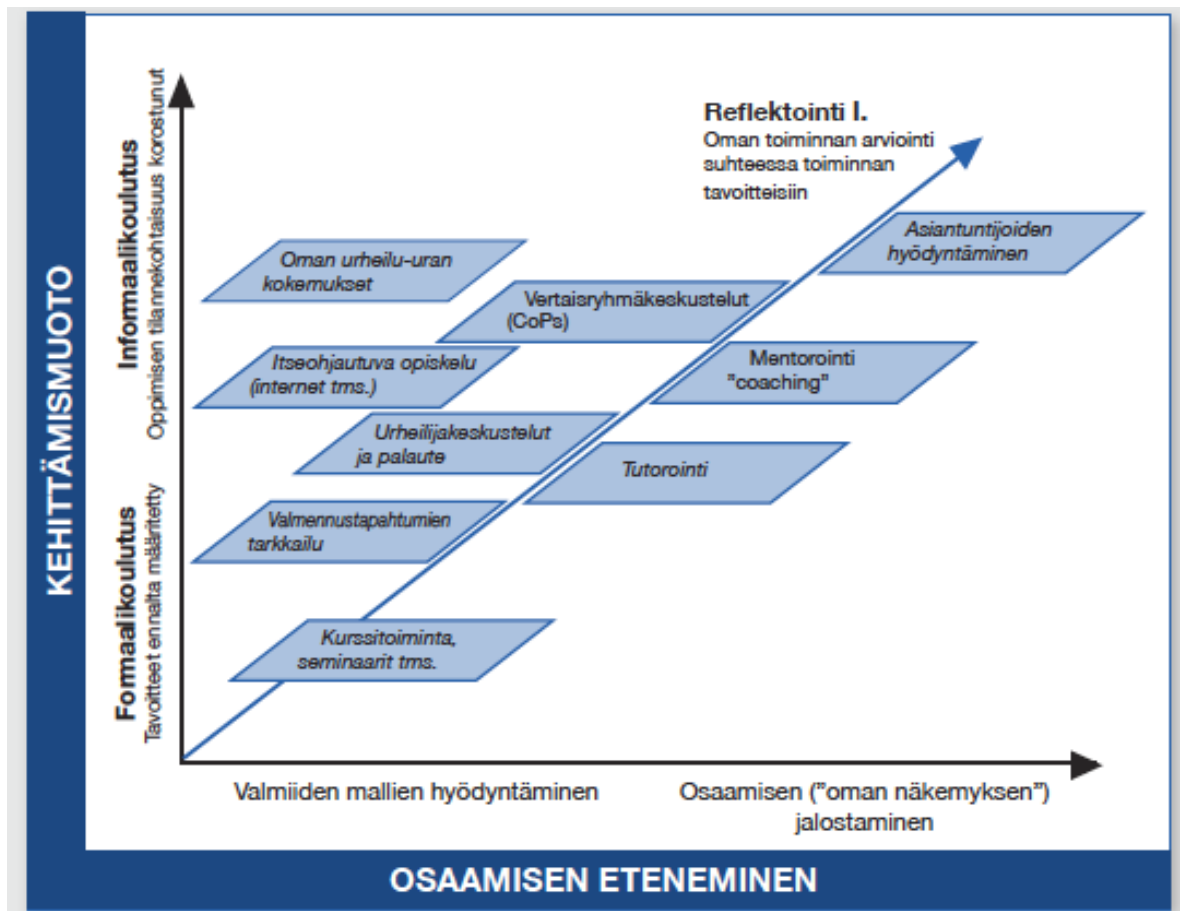 KEHITTÄMISMUOTO
Informaalikoulutus
Oppimisen tilannekohtaisuus korostunut
Formaalikoulutus
Tavoitteet ennalta määritetty
Reflektointi I.
Oman toiminnan arviointi
suhteessa toiminnan
tavoitteisiin
Asiantuntijoiden
hyödyntäminen
Oman urheilu-uran
kokemukset
Vertaisryhmäkeskustelut
(CoPs)
Itseohjautuva opiskelu
(internet tms.)
Mentorointi
"coaching"
Urheilijakeskustelut
ja palaute
Tutorointi
Valmennustapahtumien
tarkkailu
Kurssitoiminta,
seminaarit tms.
Valmiiden mallien hyödyntäminen
Osaamisen ("oman näkemyksen")
jalostaminen
OSAAMISEN ETENEMINEN